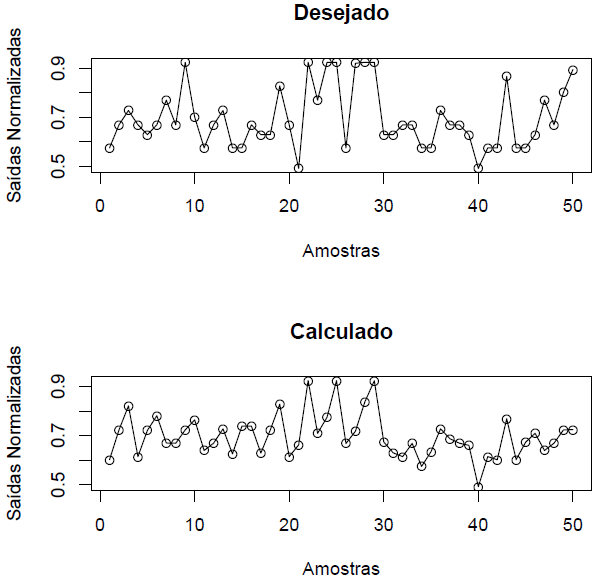 Desejado
Saídas Normalizadas
0.9
0.7
0.5
0 10 20 30 40 50
Amostras
Calculado
Saídas Normalizadas
0.9
0.7
0.5
0 10 20 30 40 50
Amostras